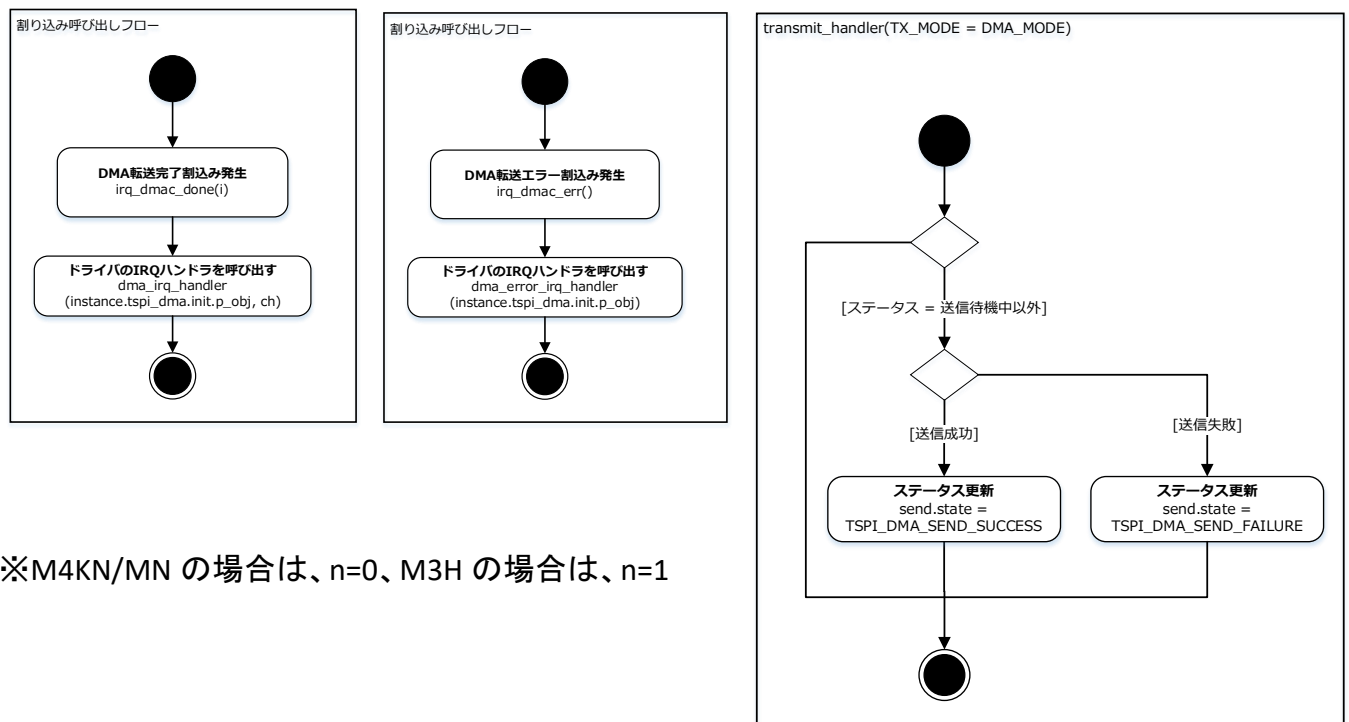 割り込み呼び出しフロー
DMA転送完了割込み発生
irq_dmac_done(i)
ドライバのIRQハンドラを呼び出す
dma_irq_handler
(instance.tspi_dma.init.p_obj, ch)
割り込み呼び出しフロー
DMA転送エラー割込み発生
irq_dmac_err()
ドライバのIRQハンドラを呼び出す
dma_error_irq_handler
(instance.tspi_dma.init.p_obj)
transmit_handler(TX_MODE = DMA_MODE)
[ステータス = 送信待機中以外]
[送信成功]
[送信失敗]
ステータス更新
send.state =
TSPI_DMA_SEND_SUCCESS
ステータス更新
send.state =
TSPI_DMA_SEND_FAILURE
※M4KN/MN の場合は、n=0、M3H の場合は、n=1